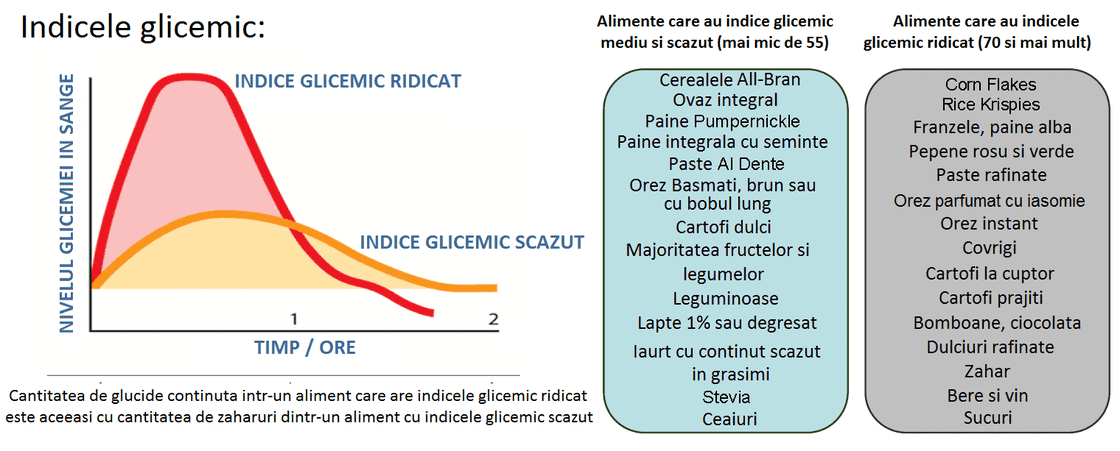 Indicele glicemic:
NIVELUL GLICEMIEI IN SANGE
INDICE GLICEMIC RIDICAT
INDICE GLICEMIC SCAZUT
1
2
TIMP / ORE
Cantitatea de glucide continuta intr-un aliment care are indicele glicemic ridicat
este aceeasi cu cantitatea de zaharuri dintr-un aliment cu indicele glicemic scazut
Alimente care au indice glicemic
mediu si scazut (mai mic de 55)
Cerealele All-Bran
Ovaz integral
Paine Pumpernickle
Paine integrala cu seminte
Paste Al Dente
Orez Basmati, brun sau
cu bobul lung
Cartofi dulci
Majoritatea fructelor si
legumelor
Leguminoase
Lapte 1% sau degresat
Iaurt cu continut scazut
in grasimi
Stevia
Ceaiuri
Alimente care au indicele
glicemic ridicat (70 si mai mult)
Corn Flakes
Rice Krispies
Franzele, paine alba
Pepene rosu si verde
Paste rafinate
Orez parfumat cu iasomie
Orez instant
Covrigi
Cartofi la cuptor
Cartofi prajiti
Bomboane, ciocolata
Dulciuri rafinate
Zahar
Bere si vin
Sucuri